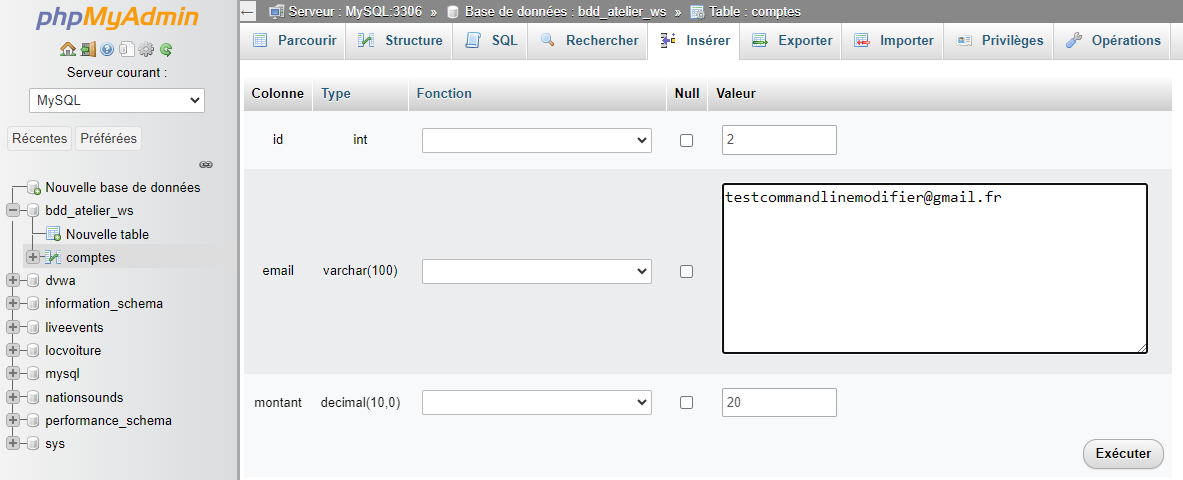 phpMyAdmin
Serveur courant :
MySQL
Récentes Préférées
Nouvelle base de données
bdd_atelier_ws
Nouvelle table
comptes
dvwa
information_schema
liveevents
locvoiture
mysql
nationsounds
performance_schema
sys
Serveur : MySQL:3306 » Base de données : bdd_atelier_ws » Table : comptes
Parcourir Structure SQL Rechercher Insérer Exporter Importer Privilèges Opérations
Colonne Type Fonction Null Valeur
id int 2
email varchar(100) testcommandlinemodifier@gmail.fr
montant decimal(10,0) 20
Exécuter